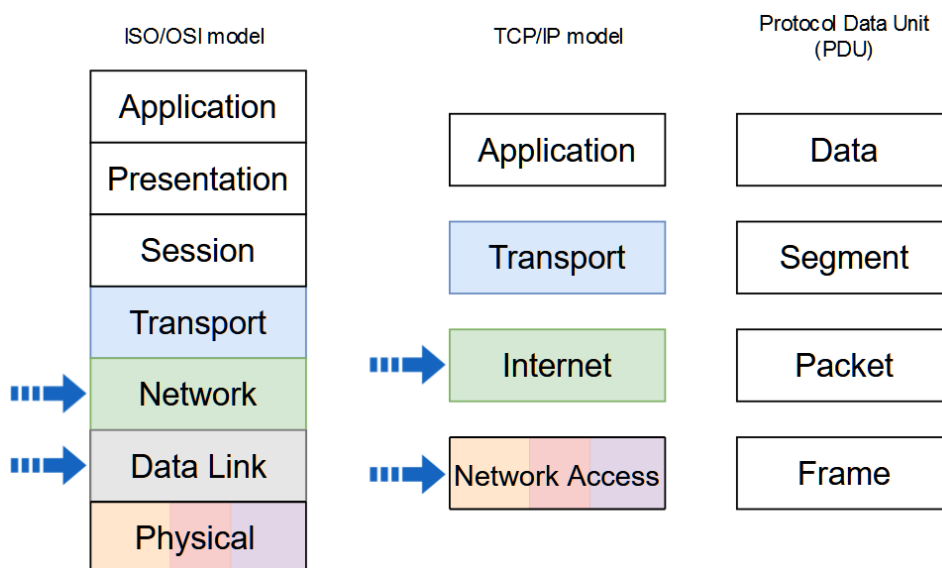 ISO/OSI model
Application
Presentation
Session
Transport
Network
Data Link
Physical
TCP/IP model
Application
Transport
Internet
Network Access
Protocol Data Unit
(PDU)
Data
Segment
Packet
Frame